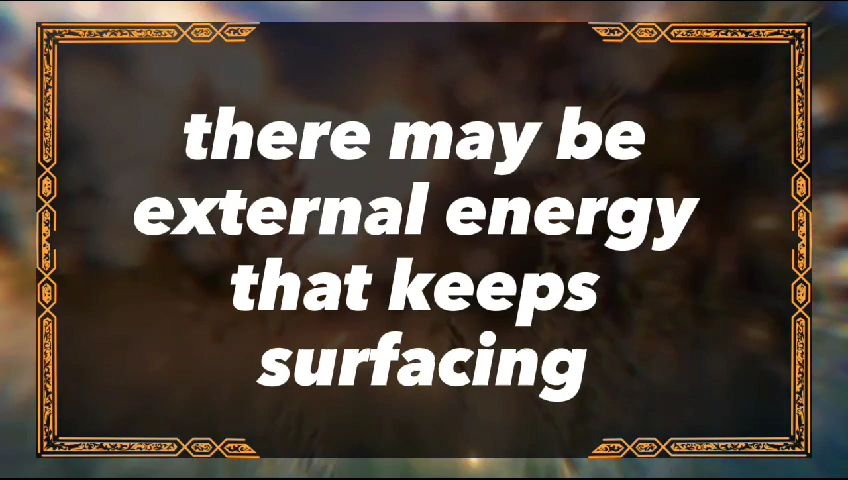 there may be
external energy
that keeps
surfacing